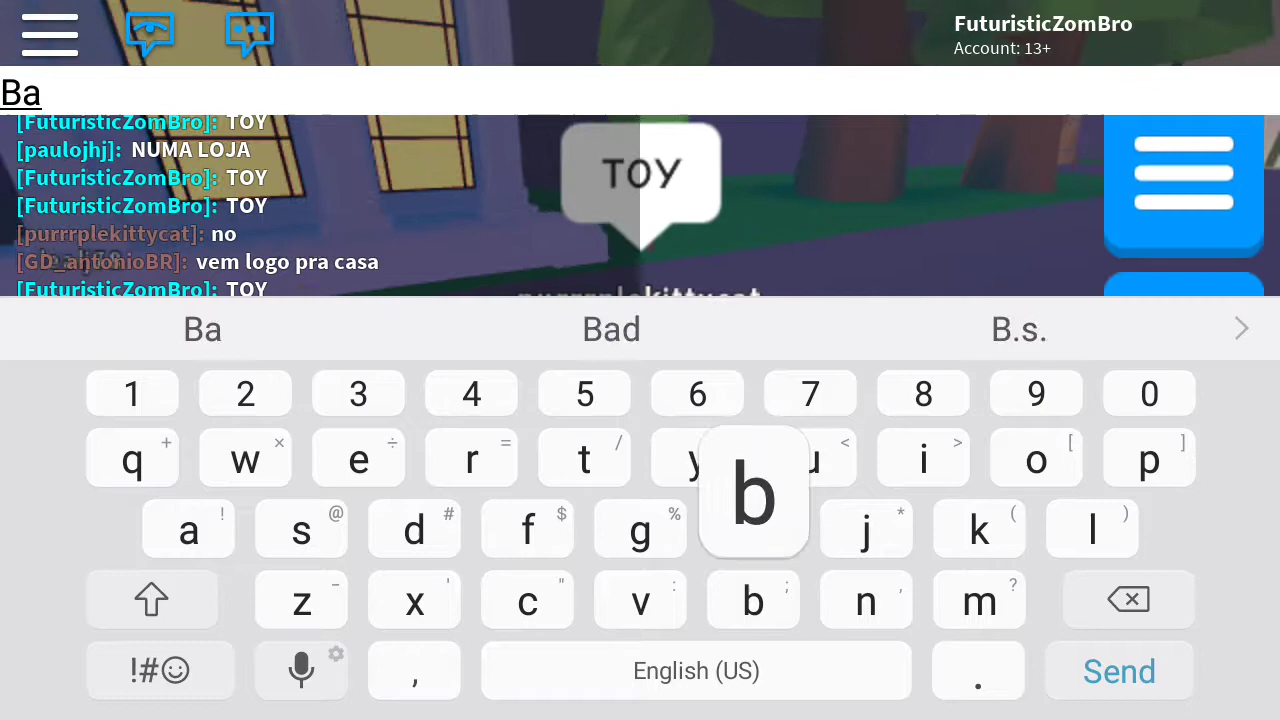 FuturisticZomBro
Account: 13+
Ba
[FuturisticZomBro]: TOY
[paulojhj]: NUMA LOJA
[FuturisticZomBro]: TOY
[FuturisticZomBro]: TOY
[purrrplekittycat]: no
[GD_antonioBR]: vem logo pra casa
[FuturisticZomBro]: TOY
TOY
purrrplekittycat
Ba Bad B.s.
1 2 3 4 5 6 7 8 9 0
q + w × e ÷ r = t / y u < i > o [ p ]
a ! s @ d # f $ g % b j * k ( l )
z - x ' c " v : b ; n , m ?
!#☺ , English (US) . Send